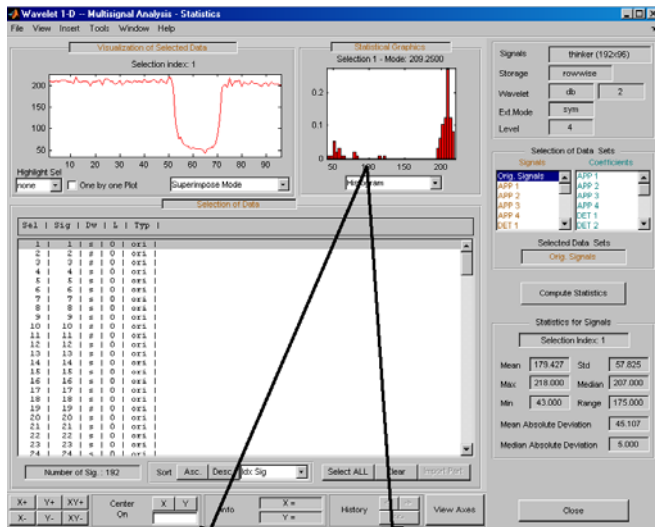 Wavelet 1-D -- Multisignal Analysis - Statistics
File View Insert Tools Window Help
Visualization of Selected Data
Selection index: 1
200
150
100
50
10 20 30 40 50 60 70 80 90
Highlight Sel
none
One by one Plot
Superimpose Mode
Statistical Graphics
Selection 1 - Mode: 209.2500
0.2
0.1
0
50 100 150 200
Histogram
Selection of Data
Sel | Sig | Dw | L | Typ |
1 | 1 | s | 0 | ori |
2 | 2 | s | 0 | ori |
3 | 3 | s | 0 | ori |
4 | 4 | s | 0 | ori |
5 | 5 | s | 0 | ori |
6 | 6 | s | 0 | ori |
7 | 7 | s | 0 | ori |
8 | 8 | s | 0 | ori |
9 | 9 | s | 0 | ori |
10 | 10 | s | 0 | ori |
11 | 11 | s | 0 | ori |
12 | 12 | s | 0 | ori |
13 | 13 | s | 0 | ori |
14 | 14 | s | 0 | ori |
15 | 15 | s | 0 | ori |
16 | 16 | s | 0 | ori |
17 | 17 | s | 0 | ori |
18 | 18 | s | 0 | ori |
19 | 19 | s | 0 | ori |
20 | 20 | s | 0 | ori |
21 | 21 | s | 0 | ori |
22 | 22 | s | 0 | ori |
23 | 23 | s | 0 | ori |
24 | 24 | s | 0 | ori |
Number of Sig.: 192
Sort Asc. Desc. Idx Sig
Select ALL Clear Import Part
Signals thinker (192x96)
Storage rowwise
Wavelet db 2
Ext.Mode sym
Level 4
Selection of Data Sets
Signals Coefficients
Orig. Signals APP 1
APP 1 APP 2
APP 2 APP 3
APP 3 APP 4
APP 4 DET 1
DET 1 DET 2
Selected Data Sets
Orig. Signals
Compute Statistics
Statistics for Signals
Selection Index: 1
Mean 179.427 Std 57.825
Max 218.000 Median 207.000
Min 43.000 Range 175.000
Mean Absolute Deviation 45.107
Median Absolute Deviation 5.000
X+ Y+ XY+
X- Y- XY-
Center On
X Y
X =
Y =
History
View Axes
Close